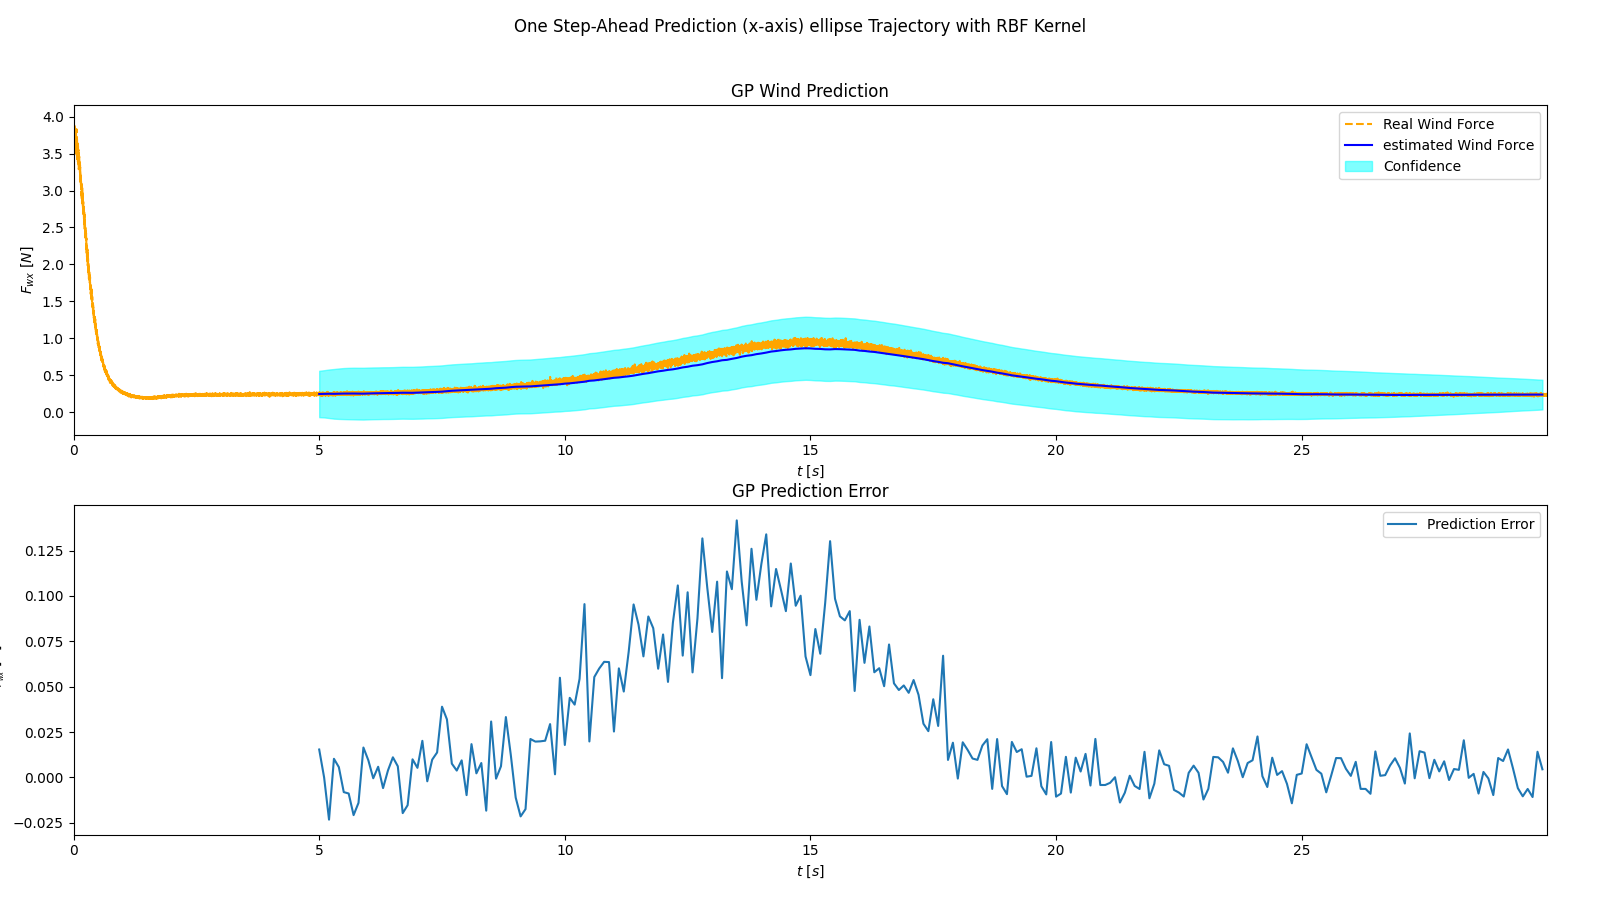 One Step-Ahead Prediction (x-axis) ellipse Trajectory with RBF Kernel
GP Wind Prediction
4.0
3.5
3.0
2.5
2.0
1.5
1.0
0.5
0.0
F_wx [N]
Real Wind Force
estimated Wind Force
Confidence
0 5 10 15 20 25
t [s]
GP Prediction Error
0.125
0.100
0.075
0.050
0.025
0.000
−0.025
Prediction Error
0 5 10 15 20 25
t [s]